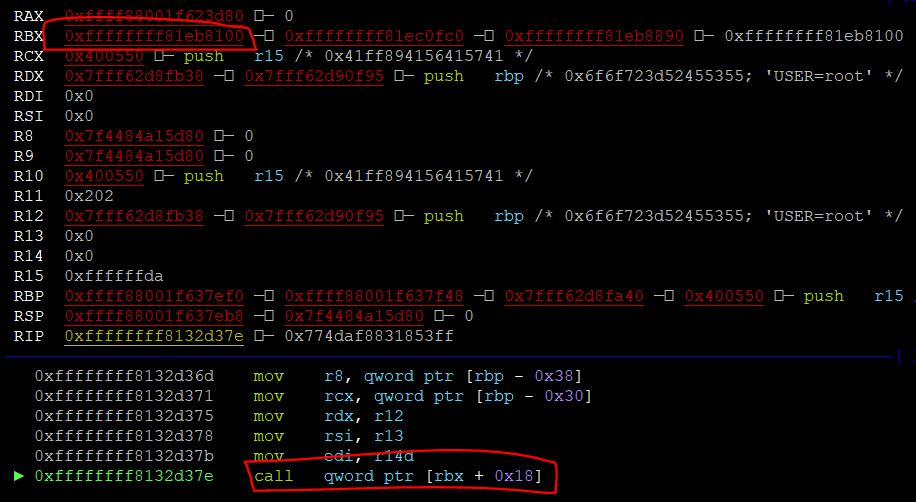 RAX 0xffff88001f623d80 □— 0
RBX 0xffffffff81eb8100 —□ 0xffffffff81ec0fc0 —□ 0xffffffff81eb8890 □— 0xffffffff81eb8100
RCX 0x400550 □— push r15 /* 0x41ff894156415741 */
RDX 0x7fff62d8fb38 —□ 0x7fff62d90f95 □— push rbp /* 0x6f6f723d52455355; 'USER=root' */
RDI 0x0
RSI 0x0
R8 0x7f4484a15d80 □— 0
R9 0x7f4484a15d80 □— 0
R10 0x400550 □— push r15 /* 0x41ff894156415741 */
R11 0x202
R12 0x7fff62d8fb38 —□ 0x7fff62d90f95 □— push rbp /* 0x6f6f723d52455355; 'USER=root' */
R13 0x0
R14 0x0
R15 0xffffffda
RBP 0xffff88001f637ef0 —□ 0xffff88001f637f48 —□ 0x7fff62d8fa40 —□ 0x400550 □— push r15
RSP 0xffff88001f637eb8 —□ 0x7f4484a15d80 □— 0
RIP 0xffffffff8132d37e □— 0x774daf8831853ff
0xffffffff8132d36d mov r8, qword ptr [rbp - 0x38]
0xffffffff8132d371 mov rcx, qword ptr [rbp - 0x30]
0xffffffff8132d375 mov rdx, r12
0xffffffff8132d378 mov rsi, r13
0xffffffff8132d37b mov edi, r14d
► 0xffffffff8132d37e call qword ptr [rbx + 0x18]